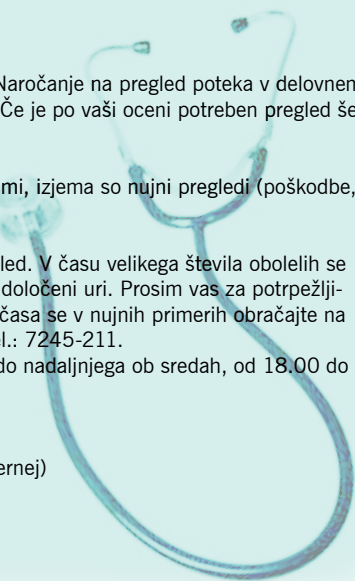 Naročanje na pregled poteka v delovnem
Če je po vaši oceni potreben pregled še
mi, izjema so nujni pregledi (poškodbe,
led. V času velikega števila obolelih se
določeni uri. Prosim vas za potrpežlji-
časa se v nujnih primerih obračajte na
el.: 7245-211.
do nadaljnjega ob sredah, od 18.00 do
ernej)